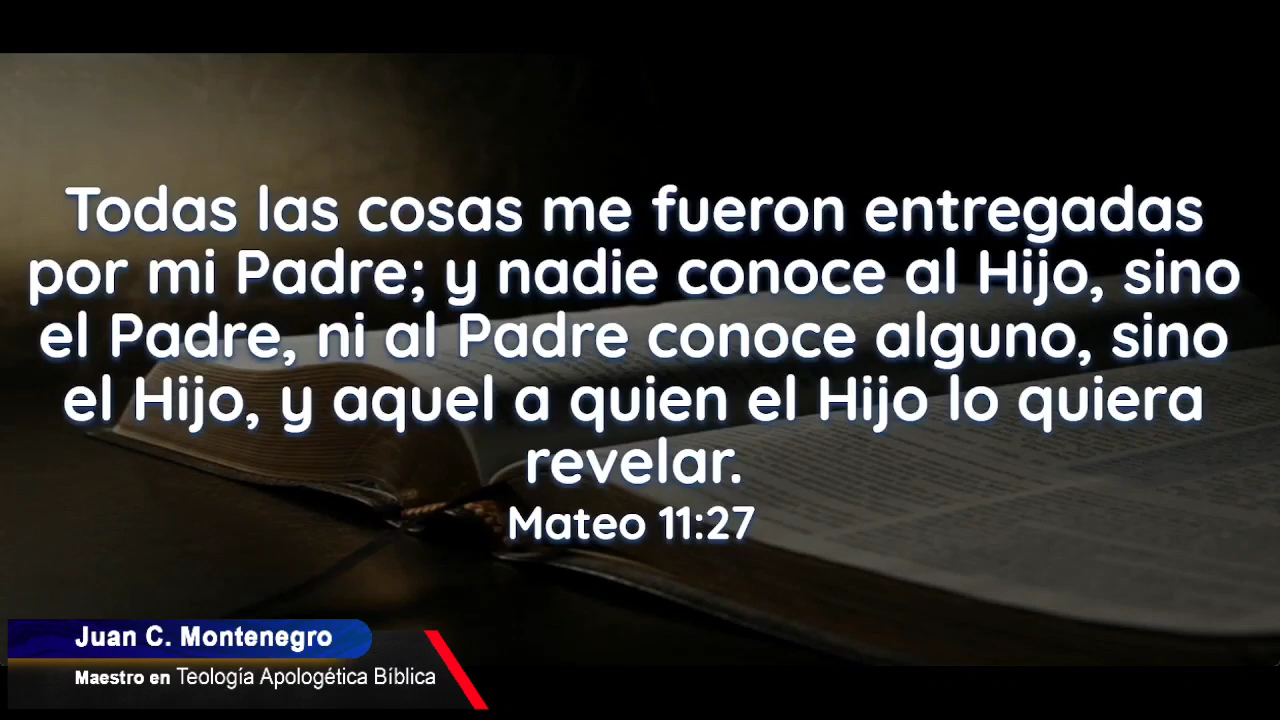 Todas las cosas me fueron entregadas
por mi Padre; y nadie conoce al Hijo, sino
el Padre, ni al Padre conoce alguno, sino
el Hijo, y aquel a quien el Hijo lo quiera
revelar.
Mateo 11:27
Juan C. Montenegro
Maestro en Teología Apologética Bíblica